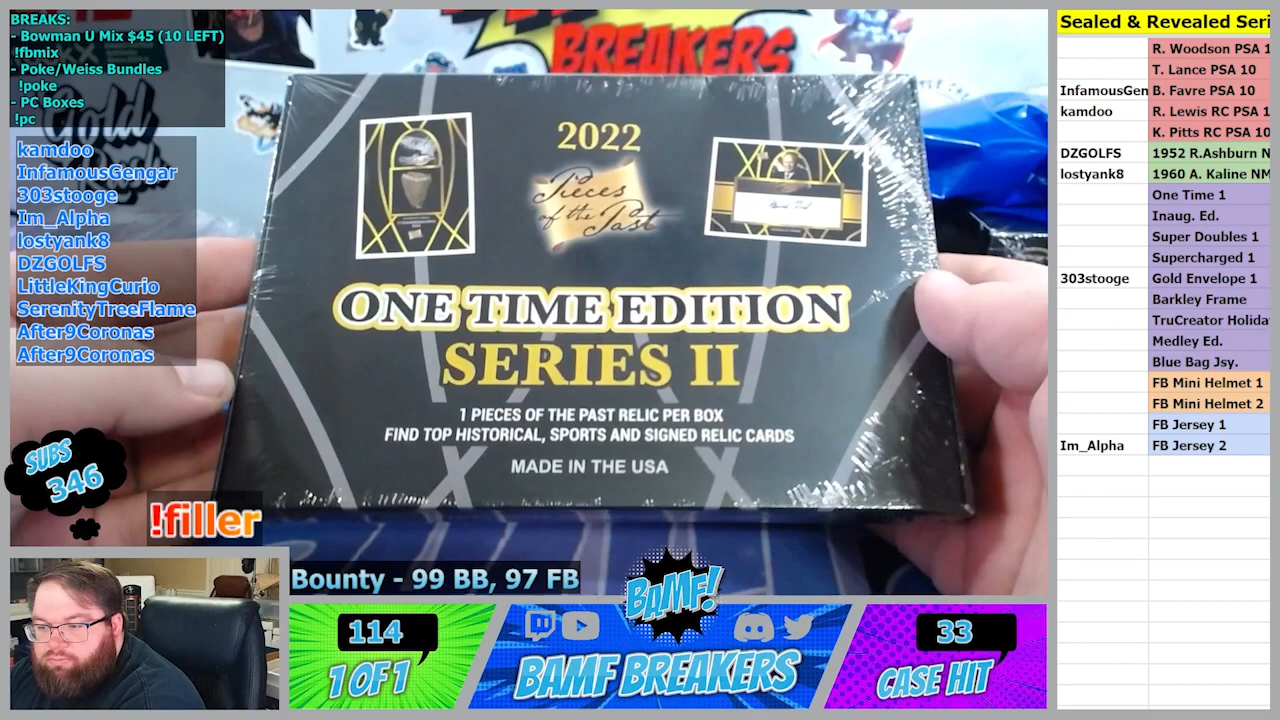 BREAKS:
- Bowman U Mix $45 (10 LEFT)
!fbmix
- Poke/Weiss Bundles
!poke
- PC Boxes
!pc
Gold
kamdoo
InfamousGengar
303stooge
Im_Alpha
lostyank8
DZGOLFS
LittleKingCurio
SerenityTreeFlame
After9Coronas
After9Coronas
SUBS
346
!filler
BREAKERS
2022
Pieces
of the Past
ONE TIME EDITION
SERIES II
1 PIECES OF THE PAST RELIC PER BOX
FIND TOP HISTORICAL, SPORTS AND SIGNED RELIC CARDS
MADE IN THE USA
Bounty - 99 BB, 97 FB
BAMF!
114
1 OF 1
BAMF BREAKERS
33
CASE HIT
Sealed & Revealed Seri
R. Woodson PSA 1
T. Lance PSA 10
InfamousGen B. Favre PSA 10
kamdoo R. Lewis RC PSA 1
K. Pitts RC PSA 10
DZGOLFS 1952 R.Ashburn N
lostyank8 1960 A. Kaline NM
One Time 1
Inaug. Ed.
Super Doubles 1
Supercharged 1
303stooge Gold Envelope 1
Barkley Frame
TruCreator Holida
Medley Ed.
Blue Bag Jsy.
FB Mini Helmet 1
FB Mini Helmet 2
FB Jersey 1
Im_Alpha FB Jersey 2